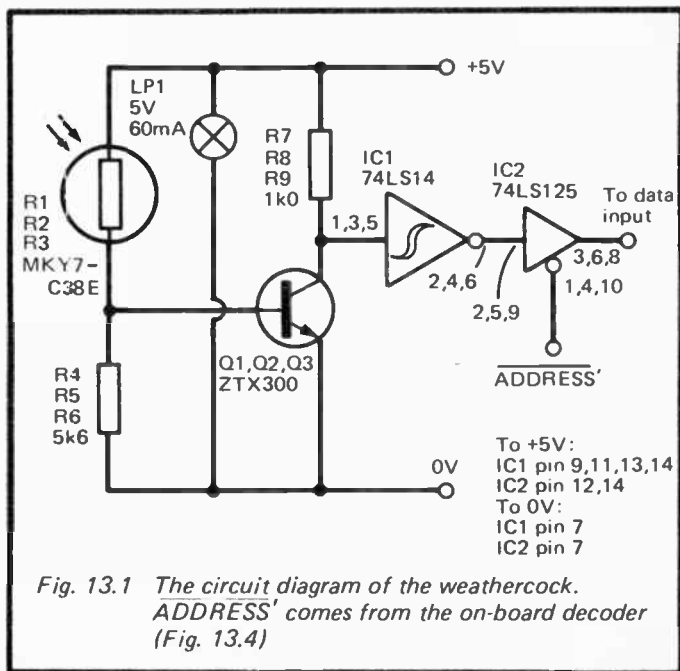 +5V
LP1
5V
60mA
R7
R8
R9
1k0
IC1
74LS14
IC2
74LS125
To data
input
R1
R2
R3
MKY7-
C38E
1,3,5
2,4,6
2,5,9
3,6,8
1,4,10
Q1,Q2,Q3
ZTX300
ADDRESS'
R4
R5
R6
5k6
0V
To +5V:
IC1 pin 9,11,13,14
IC2 pin 12,14
To 0V:
IC1 pin 7
IC2 pin 7
Fig. 13.1 The circuit diagram of the weathercock.
ADDRESS' comes from the on-board decoder
(Fig. 13.4)